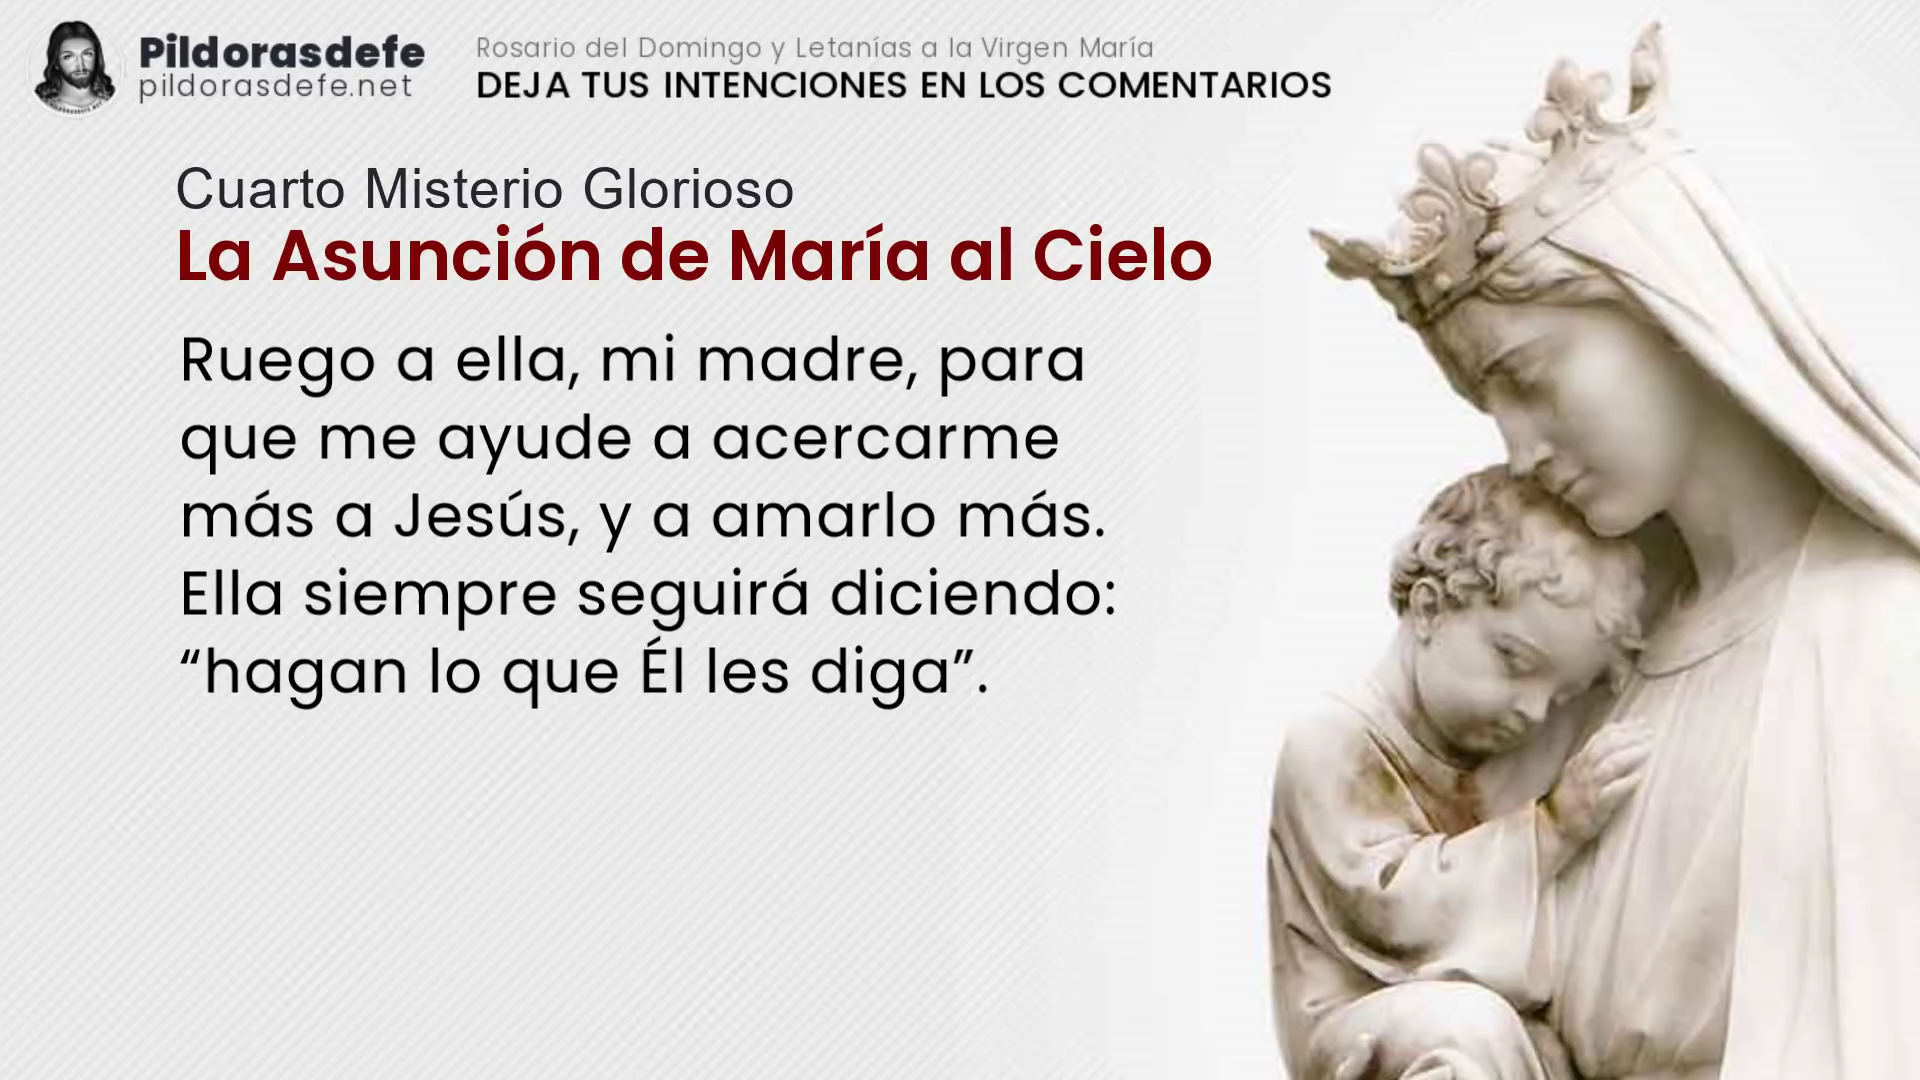 Pildorasdefe
pildorasdefe.net
Rosario del Domingo y Letanías a la Virgen María
DEJA TUS INTENCIONES EN LOS COMENTARIOS
Cuarto Misterio Glorioso
La Asunción de María al Cielo
Ruego a ella, mi madre, para
que me ayude a acercarme
más a Jesús, y a amarlo más.
Ella siempre seguirá diciendo:
“hagan lo que Él les diga”.